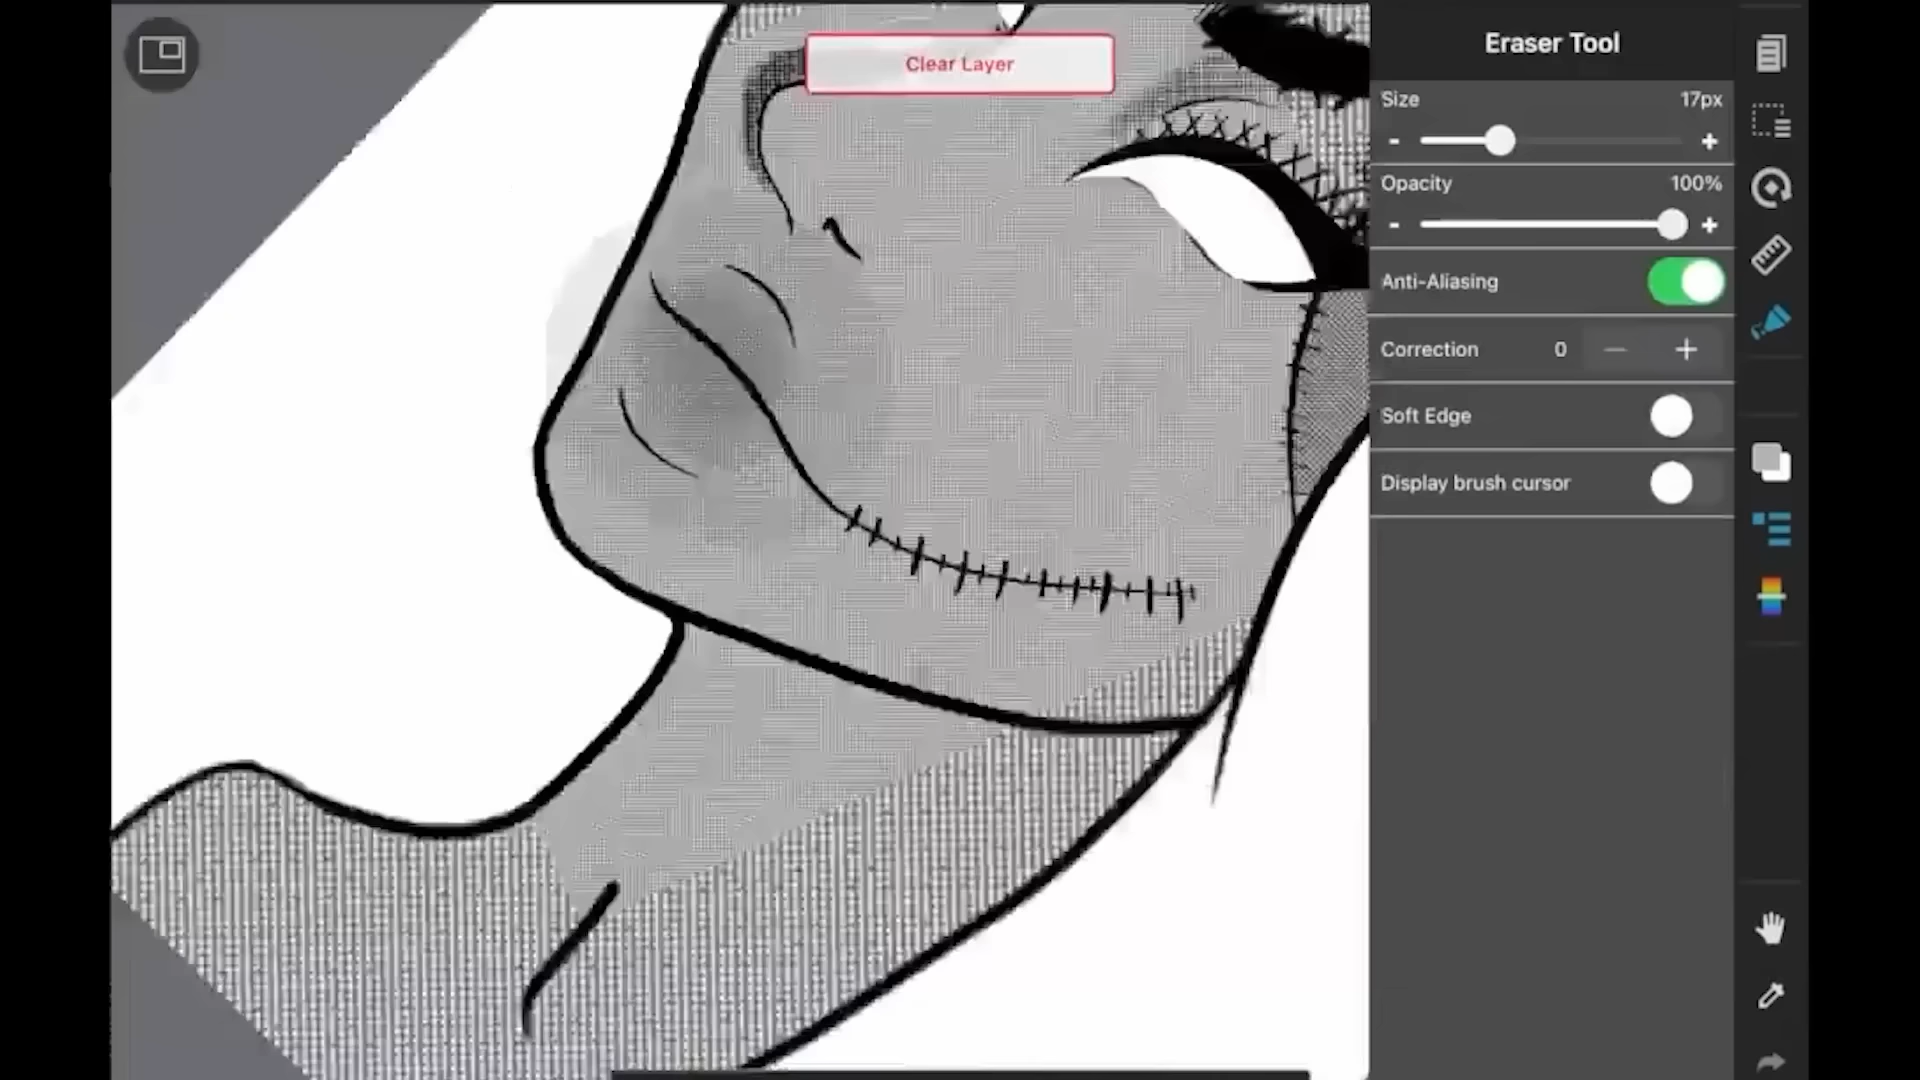 Clear Layer
Eraser Tool
Size 17px
- +
Opacity 100%
- +
Anti-Aliasing
Correction 0 − +
Soft Edge
Display brush cursor